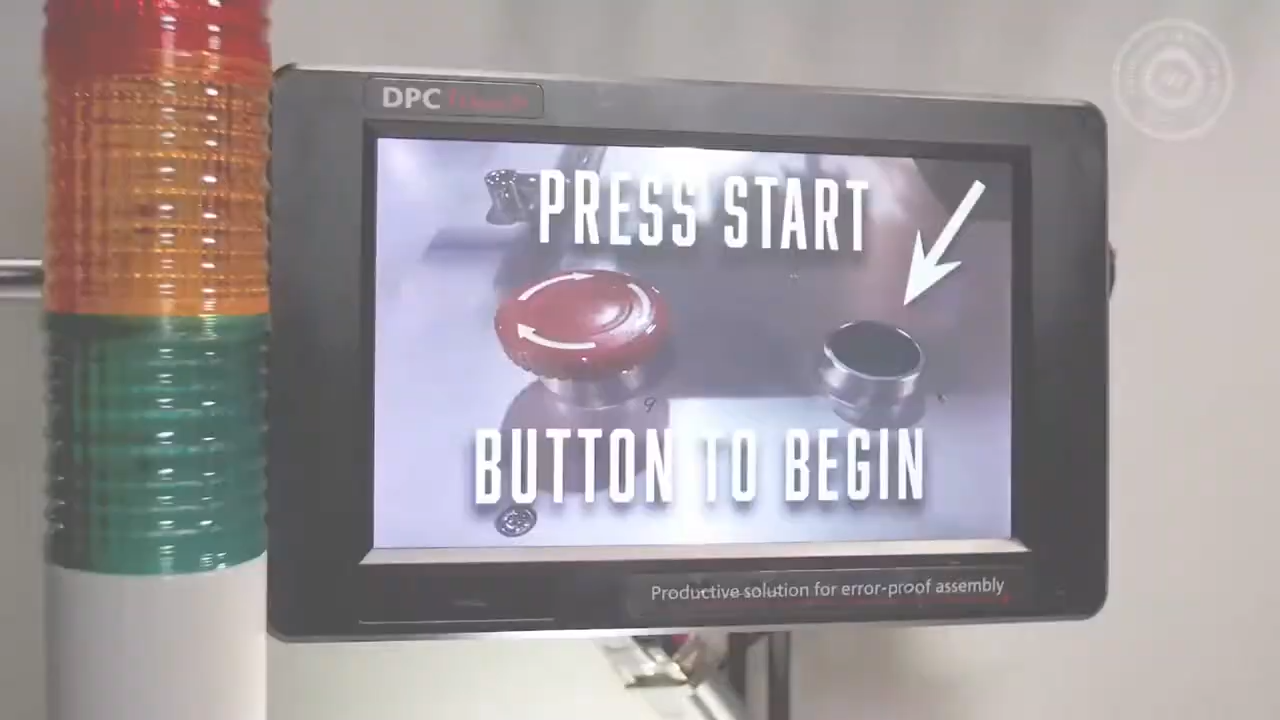 DPC Touch
PRESS START
BUTTON TO BEGIN
Productive solution for error-proof assembly